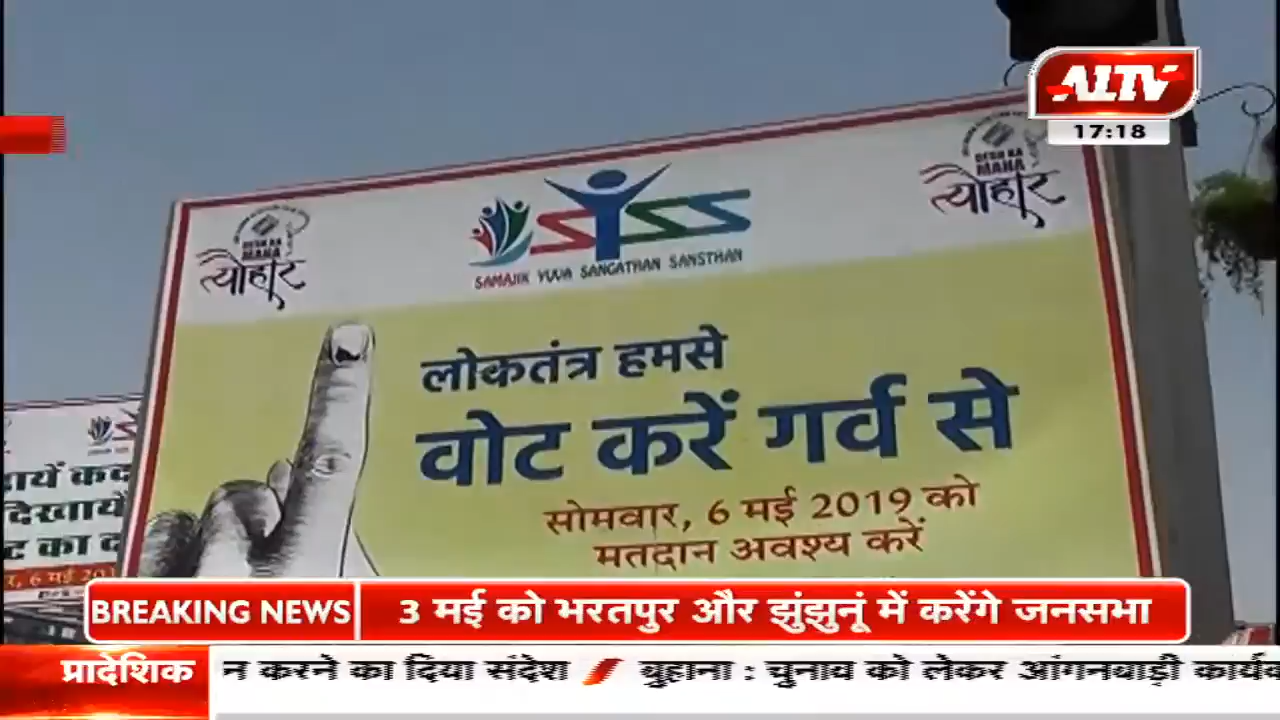 ALTV
17:18
DESH KA
MAHA
त्यौहार
DESH KA
MAHA
त्यौहार
SYSS
SAMAJIK YUVA SANGATHAN SANSTHAN
लोकतंत्र हमसे
वोट करें गर्व से
सोमवार, 6 मई 2019 को
मतदान अवश्य करें
BREAKING NEWS
3 मई को भरतपुर और झुंझुनूं में करेंगे जनसभा
प्रादेशिक
न करने का दिया संदेश
बुहाना : चुनाव को लेकर आंगनबाड़ी